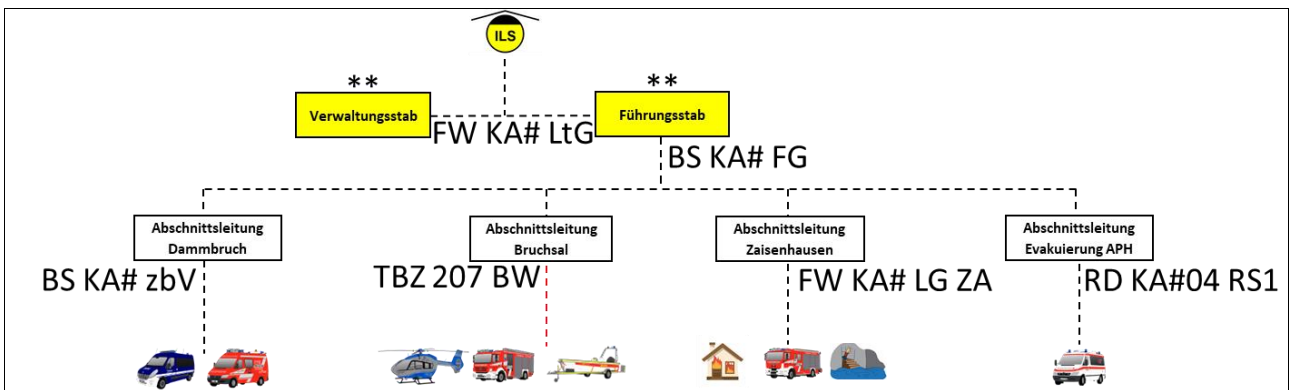 ILS
** **
Verwaltungsstab
Führungsstab
FW KA# LtG
BS KA# FG
Abschnittsleitung
Dammbruch
Abschnittsleitung
Bruchsal
Abschnittsleitung
Zaisenhausen
Abschnittsleitung
Evakuierung APH
BS KA# zbV
TBZ 207 BW
FW KA# LG ZA
RD KA#04 RS1